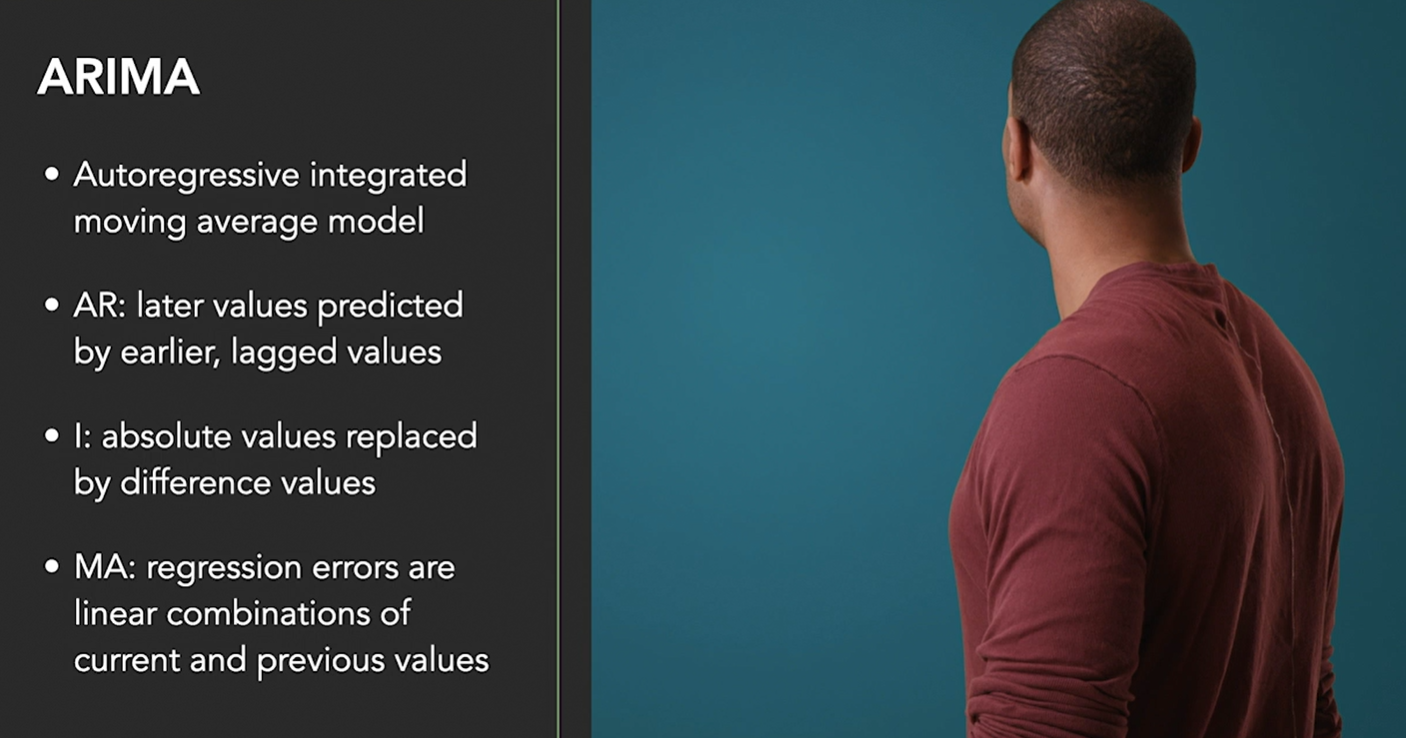 ARIMA
• Autoregressive integrated
moving average model
• AR: later values predicted
by earlier, lagged values
• I: absolute values replaced
by difference values
• MA: regression errors are
linear combinations of
current and previous values